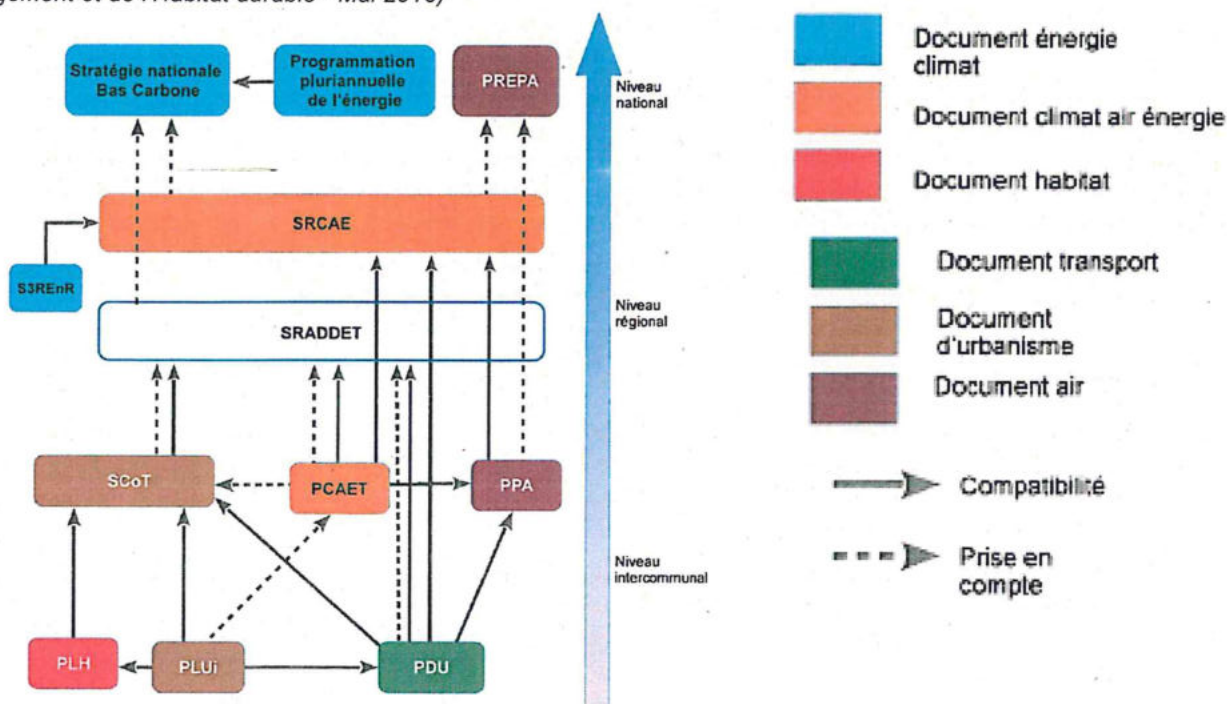 gement et de l'Habitat durable - Mai 2016)
Stratégie nationale
Bas Carbone
Programmation
pluriannuelle
de l'énergie
PREPA
Niveau
national
SRCAE
S3REnR
Niveau
régional
SRADDET
SCoT
PCAET
PPA
Niveau
intercommunal
PLH
PLUi
PDU
Document énergie
climat
Document climat air énergie
Document habitat
Document transport
Document
d'urbanisme
Document air
Compatibilité
Prise en
compte